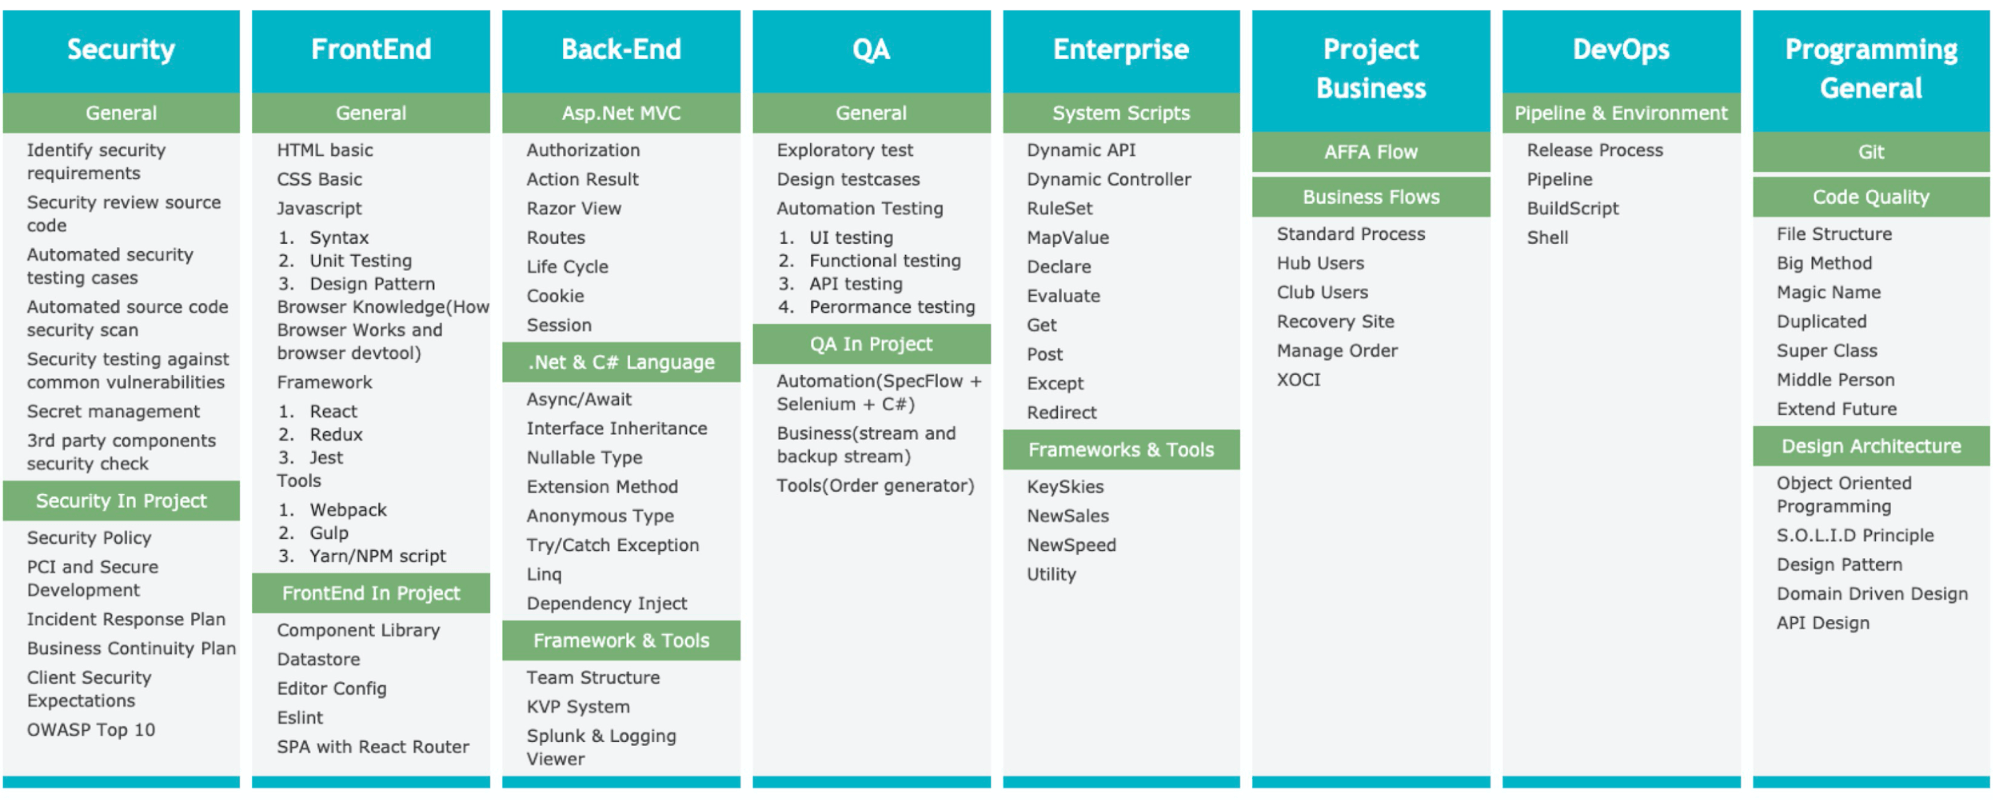 Security
General
Identify security
requirements
Security review source
code
Automated security
testing cases
Automated source code
security scan
Security testing against
common vulnerabilities
Secret management
3rd party components
security check
Security In Project
Security Policy
PCI and Secure
Development
Incident Response Plan
Business Continuity Plan
Client Security
Expectations
OWASP Top 10
FrontEnd
General
HTML basic
CSS Basic
Javascript
1. Syntax
2. Unit Testing
3. Design Pattern
Browser Knowledge(How
Browser Works and
browser devtool)
Framework
1. React
2. Redux
3. Jest
Tools
1. Webpack
2. Gulp
3. Yarn/NPM script
FrontEnd In Project
Component Library
Datastore
Editor Config
Eslint
SPA with React Router
Back-End
Asp.Net MVC
Authorization
Action Result
Razor View
Routes
Life Cycle
Cookie
Session
.Net & C# Language
Async/Await
Interface Inheritance
Nullable Type
Extension Method
Anonymous Type
Try/Catch Exception
Linq
Dependency Inject
Framework & Tools
Team Structure
KVP System
Splunk & Logging
Viewer
QA
General
Exploratory test
Design testcases
Automation Testing
1. UI testing
2. Functional testing
3. API testing
4. Perormance testing
QA In Project
Automation(SpecFlow +
Selenium + C#)
Business(stream and
backup stream)
Tools(Order generator)
Enterprise
System Scripts
Dynamic API
Dynamic Controller
RuleSet
MapValue
Declare
Evaluate
Get
Post
Except
Redirect
Frameworks & Tools
KeySkies
NewSales
NewSpeed
Utility
Project
Business
AFFA Flow
Business Flows
Standard Process
Hub Users
Club Users
Recovery Site
Manage Order
XOCI
DevOps
Pipeline & Environment
Release Process
Pipeline
BuildScript
Shell
Programming
General
Git
Code Quality
File Structure
Big Method
Magic Name
Duplicated
Super Class
Middle Person
Extend Future
Design Architecture
Object Oriented
Programming
S.O.L.I.D Principle
Design Pattern
Domain Driven Design
API Design